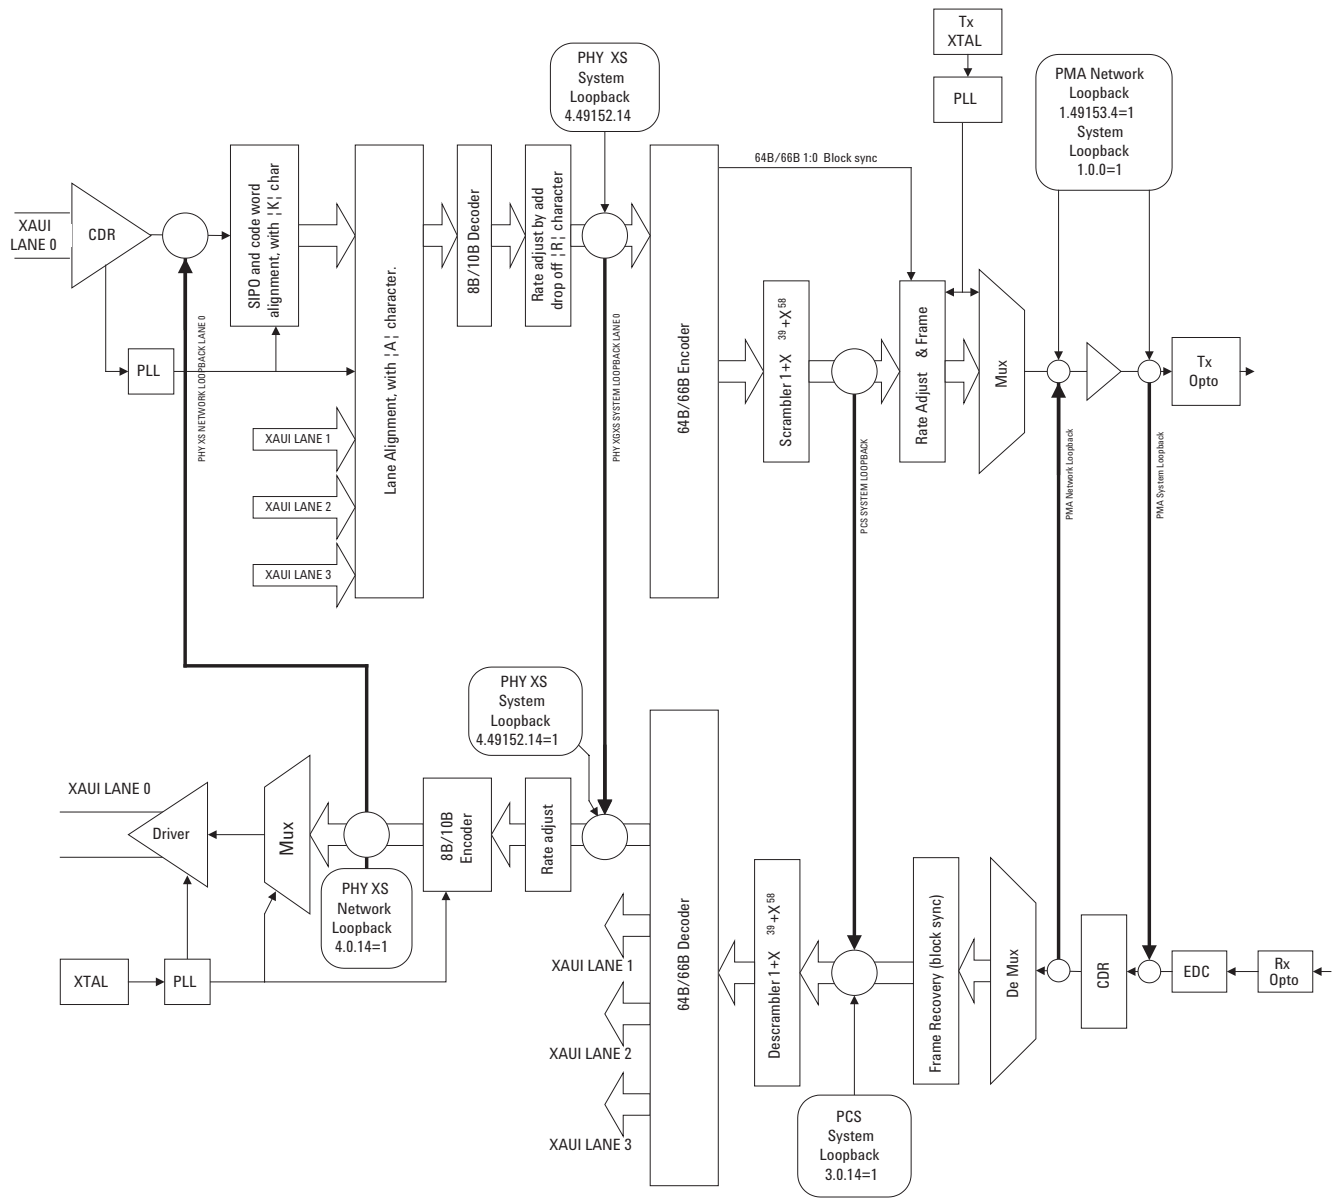 Tx
XTAL
PHY XS
System
Loopback
4.49152.14
PMA Network
Loopback
1.49153.4=1
System
Loopback
1.0.0=1
PLL
64B/66B 1:0 Block sync
XAUI
LANE 0
CDR
SIPO and code word
alignment, with ¦K¦ char
Lane Alignment, with ¦A¦ character.
8B/10B Decoder
Rate adjust by add
drop off ¦R¦ character
64B/66B Encoder
Scrambler 1+X 39+X58
Rate Adjust & Frame
Mux
Tx
Opto
PLL
PHY XS NETWORK LOOPBACK LANE 0
PHY XGXS SYSTEM LOOPBACK LANE 0
PCS SYSTEM LOOPBACK
PMA Network Loopback
PMA System Loopback
XAUI LANE 1
XAUI LANE 2
XAUI LANE 3
PHY XS
System
Loopback
4.49152.14=1
XAUI LANE 0
Driver
Mux
8B/10B
Encoder
Rate adjust
64B/66B Decoder
Descrambler 1+X 39+X58
Frame Recovery (block sync)
De Mux
CDR
EDC
Rx
Opto
PHY XS
Network
Loopback
4.0.14=1
XTAL
PLL
XAUI LANE 1
XAUI LANE 2
XAUI LANE 3
PCS
System
Loopback
3.0.14=1